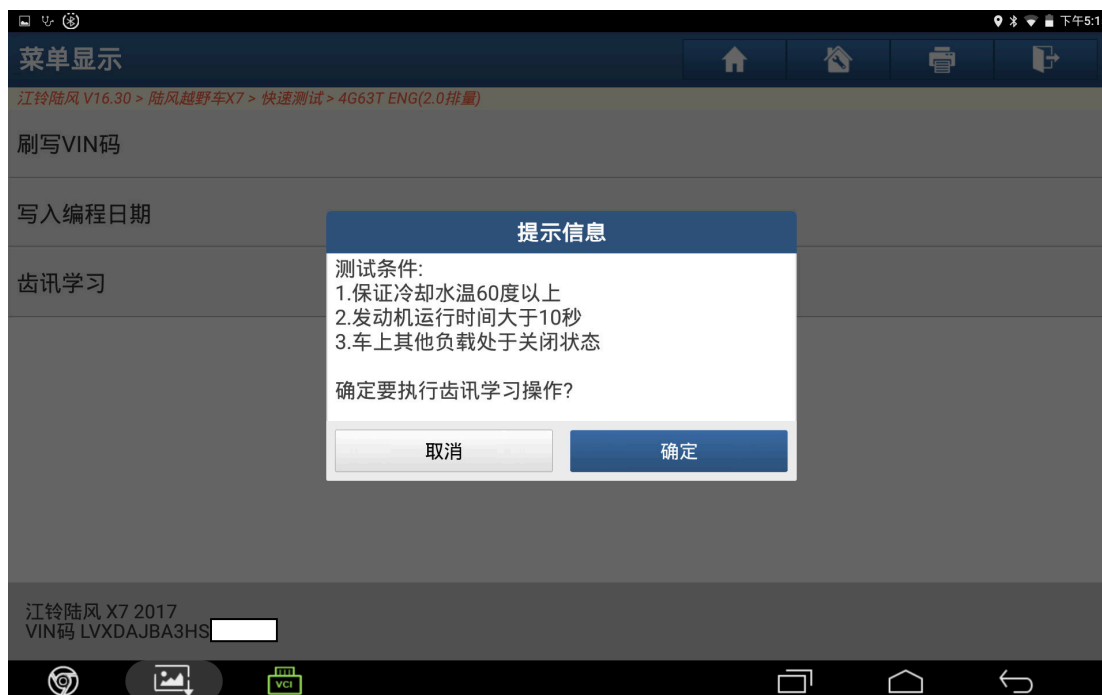 下午5:1
菜单显示
江铃陆风 V16.30 > 陆风越野车X7 > 快速测试 > 4G63T ENG(2.0排量)
刷写VIN码
写入编程日期
齿讯学习
提示信息
测试条件:
1.保证冷却水温60度以上
2.发动机运行时间大于10秒
3.车上其他负载处于关闭状态
确定要执行齿讯学习操作?
取消
确定
江铃陆风 X7 2017
VIN码 LVXDAJBA3HS
VCI